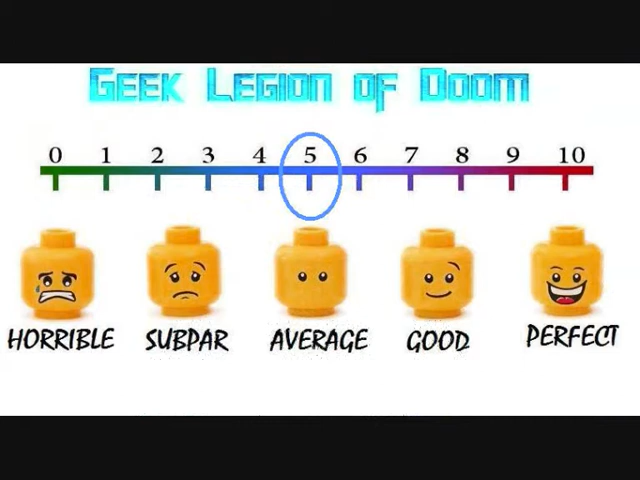 Geek Legion of Doom
0 1 2 3 4 5 6 7 8 9 10
HORRIBLE SUBPAR AVERAGE GOOD PERFECT